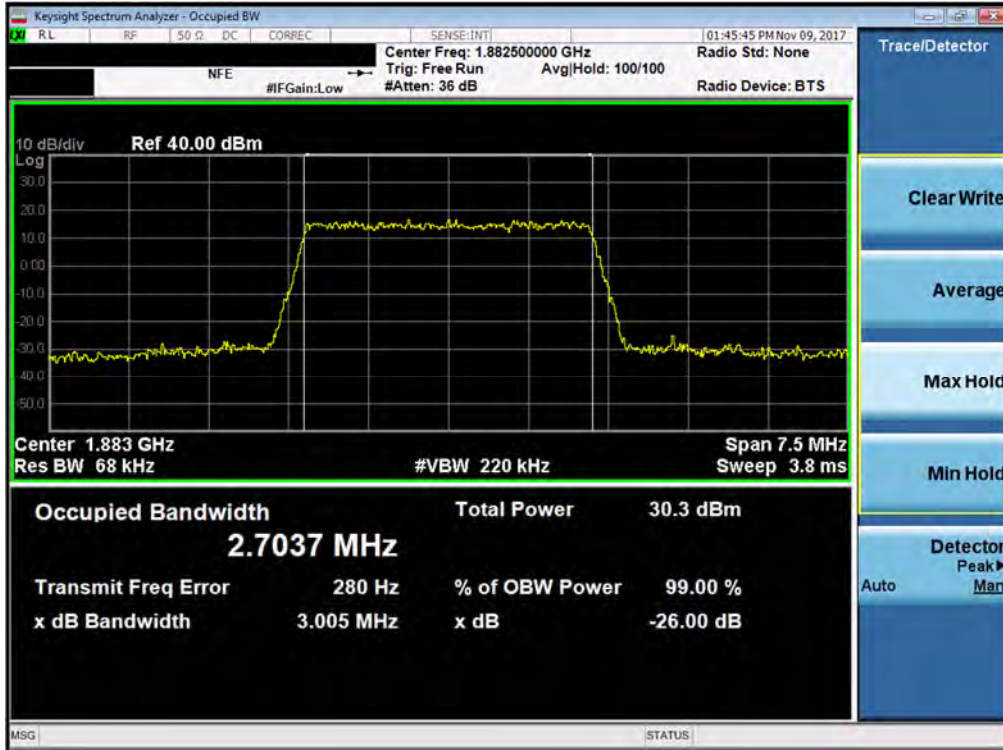 Keysight Spectrum Analyzer - Occupied BW
LXI RL RF 50 Ω DC CORREC SENSE:INT 01:45:45 PM Nov 09, 2017
Center Freq: 1.882500000 GHz Radio Std: None
NFE Trig: Free Run Avg|Hold: 100/100
#IFGain:Low #Atten: 36 dB Radio Device: BTS
10 dB/div Ref 40.00 dBm
Log
30.0
20.0
10.0
0.00
-10.0
-20.0
-30.0
-40.0
-50.0
Center 1.883 GHz Span 7.5 MHz
Res BW 68 kHz #VBW 220 kHz Sweep 3.8 ms
Occupied Bandwidth Total Power 30.3 dBm
2.7037 MHz
Transmit Freq Error 280 Hz % of OBW Power 99.00 %
x dB Bandwidth 3.005 MHz x dB -26.00 dB
MSG STATUS
Trace/Detector
Clear Write
Average
Max Hold
Min Hold
Detector
Peak▶
Auto Man